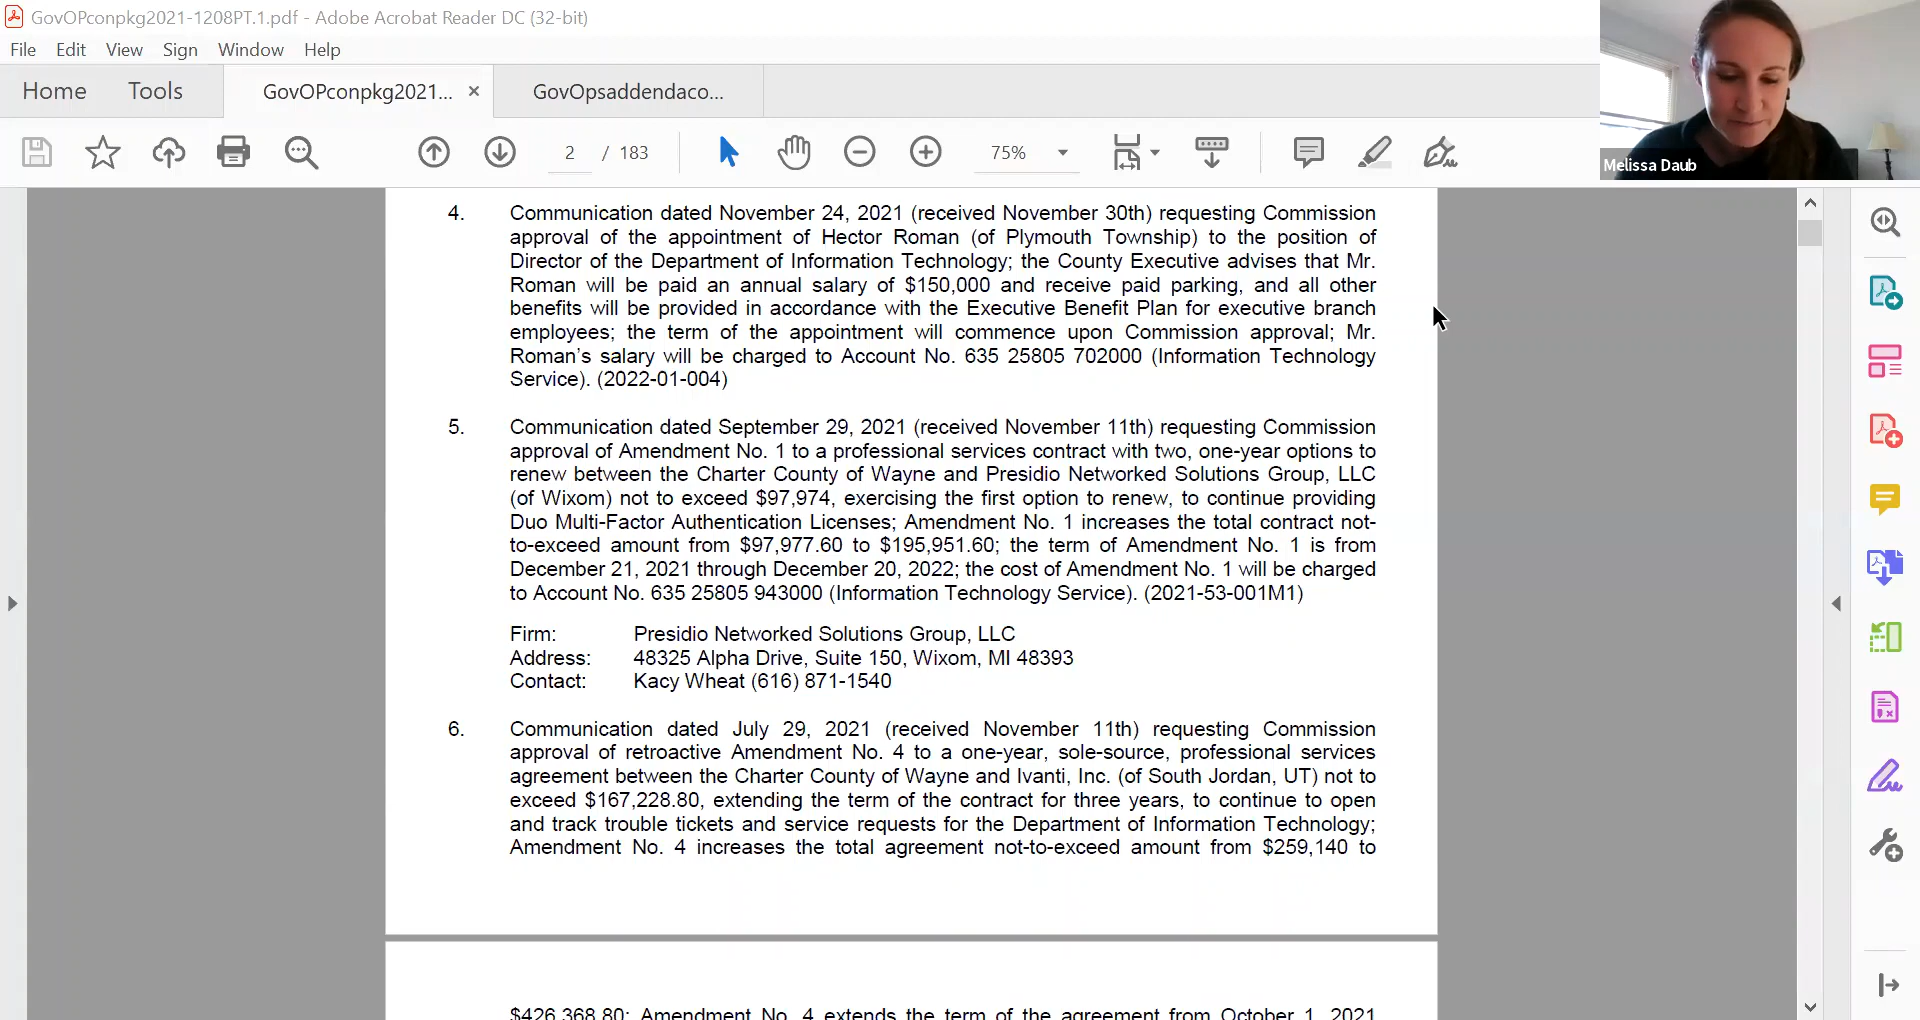 GovOPconpkg2021-1208PT.1.pdf - Adobe Acrobat Reader DC (32-bit)
File Edit View Sign Window Help
Home Tools GovOPconpkg2021... × GovOpsaddendaco...
2 / 183 75%
Melissa Daub
4. Communication dated November 24, 2021 (received November 30th) requesting Commission
approval of the appointment of Hector Roman (of Plymouth Township) to the position of
Director of the Department of Information Technology; the County Executive advises that Mr.
Roman will be paid an annual salary of $150,000 and receive paid parking, and all other
benefits will be provided in accordance with the Executive Benefit Plan for executive branch
employees; the term of the appointment will commence upon Commission approval; Mr.
Roman's salary will be charged to Account No. 635 25805 702000 (Information Technology
Service). (2022-01-004)
5. Communication dated September 29, 2021 (received November 11th) requesting Commission
approval of Amendment No. 1 to a professional services contract with two, one-year options to
renew between the Charter County of Wayne and Presidio Networked Solutions Group, LLC
(of Wixom) not to exceed $97,974, exercising the first option to renew, to continue providing
Duo Multi-Factor Authentication Licenses; Amendment No. 1 increases the total contract not-
to-exceed amount from $97,977.60 to $195,951.60; the term of Amendment No. 1 is from
December 21, 2021 through December 20, 2022; the cost of Amendment No. 1 will be charged
to Account No. 635 25805 943000 (Information Technology Service). (2021-53-001M1)
Firm: Presidio Networked Solutions Group, LLC
Address: 48325 Alpha Drive, Suite 150, Wixom, MI 48393
Contact: Kacy Wheat (616) 871-1540
6. Communication dated July 29, 2021 (received November 11th) requesting Commission
approval of retroactive Amendment No. 4 to a one-year, sole-source, professional services
agreement between the Charter County of Wayne and Ivanti, Inc. (of South Jordan, UT) not to
exceed $167,228.80, extending the term of the contract for three years, to continue to open
and track trouble tickets and service requests for the Department of Information Technology;
Amendment No. 4 increases the total agreement not-to-exceed amount from $259,140 to
$426,368.80; Amendment No. 4 extends the term of the agreement from October 1, 2021